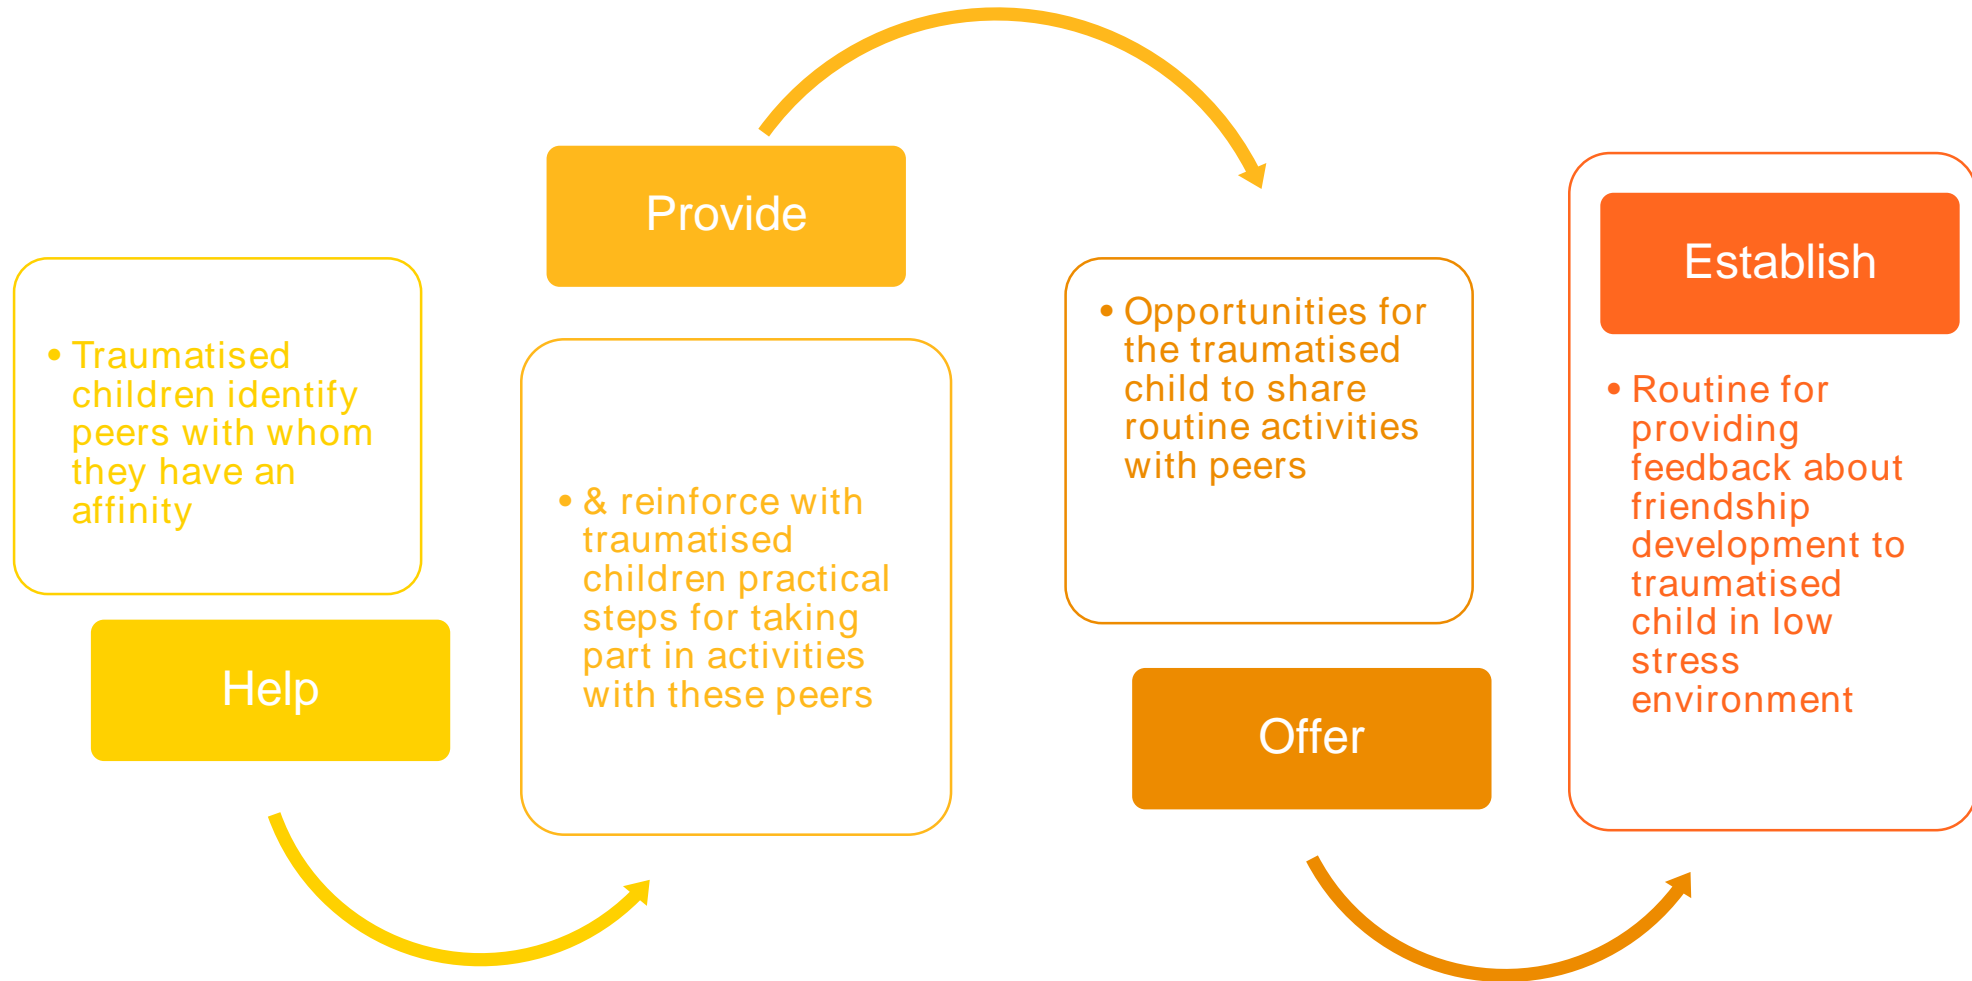 Help
• Traumatised
children identify
peers with whom
they have an
affinity
Provide
• & reinforce with
traumatised
children practical
steps for taking
part in activities
with these peers
Offer
• Opportunities for
the traumatised
child to share
routine activities
with peers
Establish
• Routine for
providing
feedback about
friendship
development to
traumatised
child in low
stress
environment